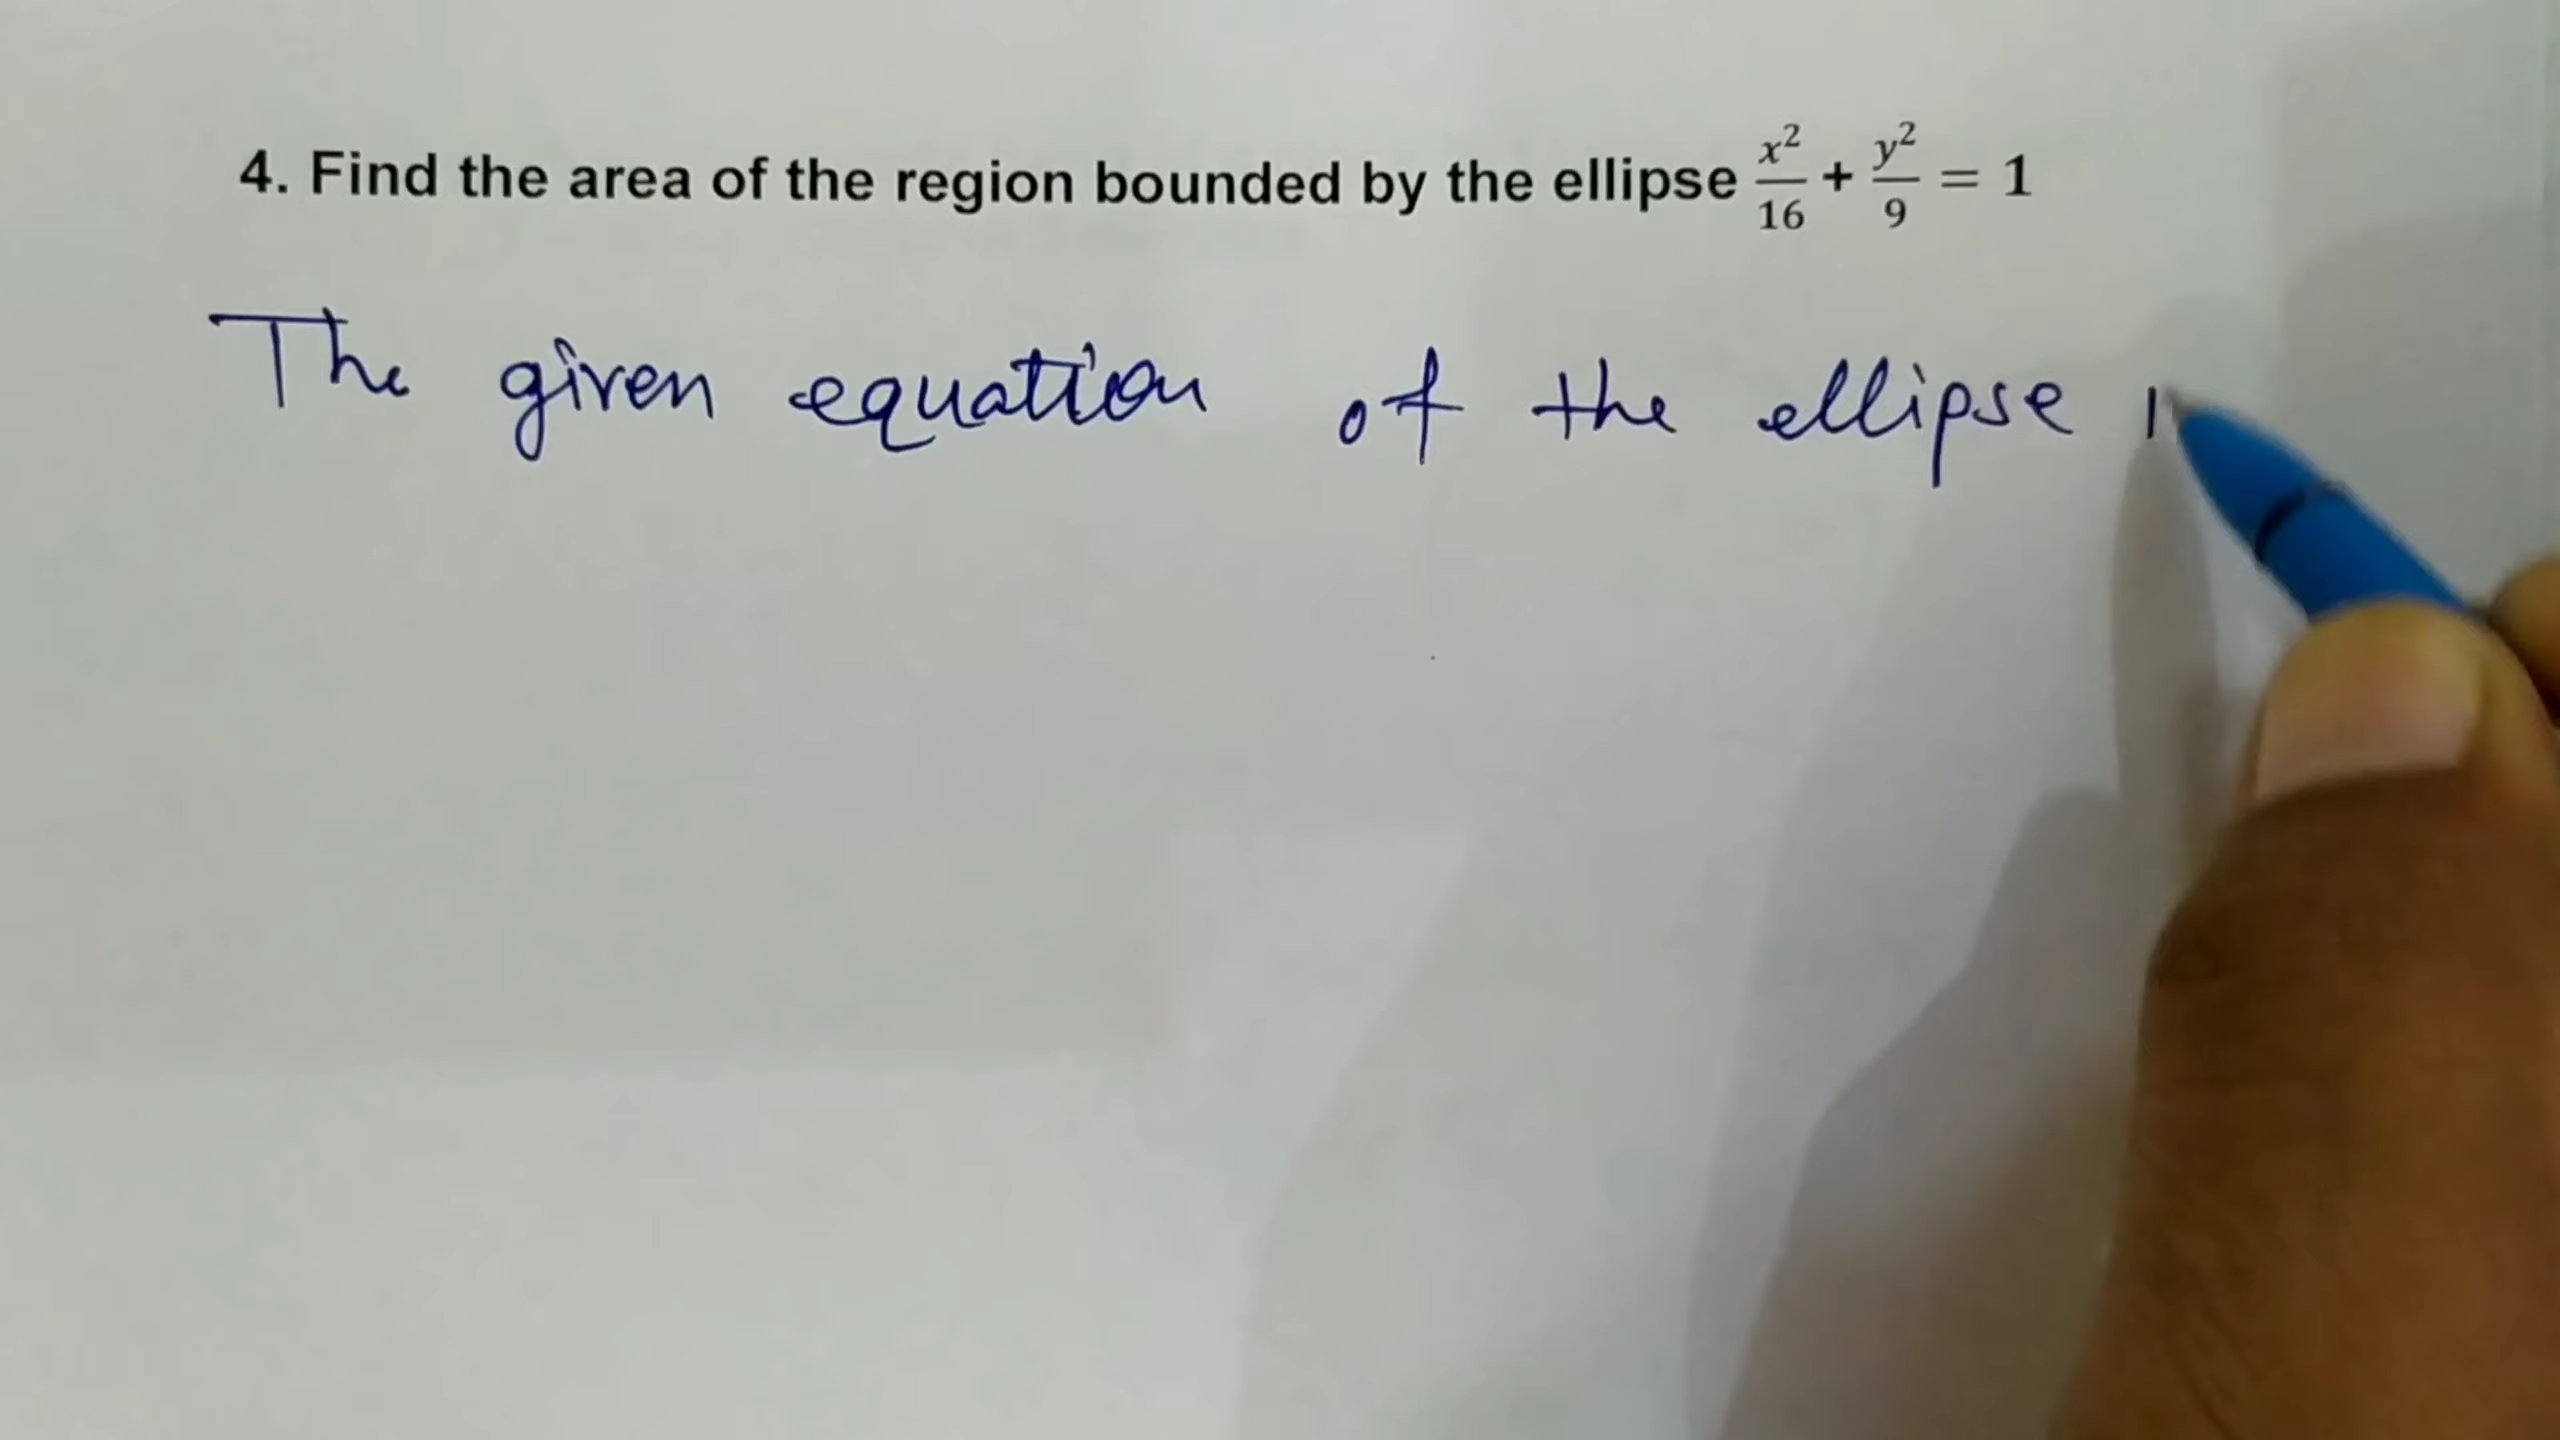 4. Find the area of the region bounded by the ellipse x²/16 + y²/9 = 1
The given equation of the ellipse